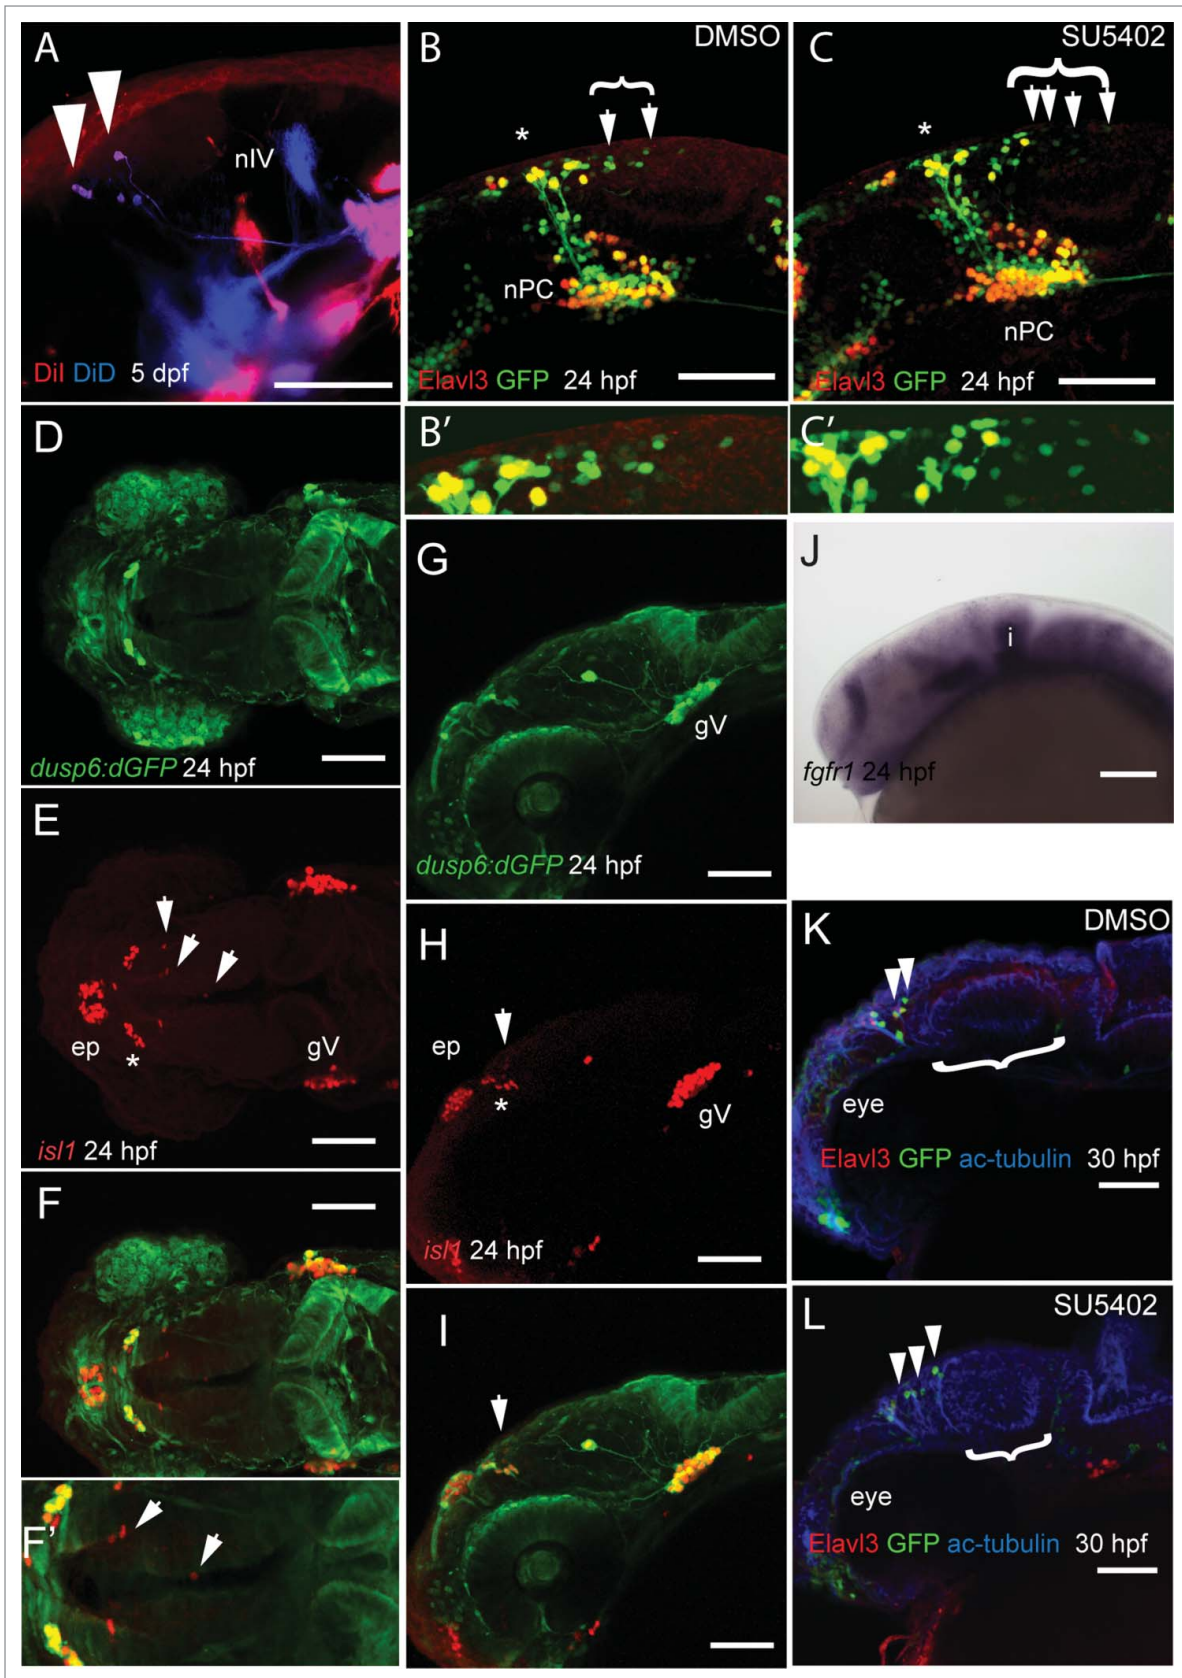 A
nIV
DiI DiD 5 dpf
B
DMSO
*
nPC
Elavl3 GFP 24 hpf
C
SU5402
*
nPC
Elavl3 GFP 24 hpf
B'
C'
D
dusp6:dGFP 24 hpf
E
ep
*
gV
isl1 24 hpf
F
F'
G
gV
dusp6:dGFP 24 hpf
H
ep
*
gV
isl1 24 hpf
I
J
i
fgfr1 24 hpf
K
DMSO
eye
Elavl3 GFP ac-tubulin 30 hpf
L
SU5402
eye
Elavl3 GFP ac-tubulin 30 hpf